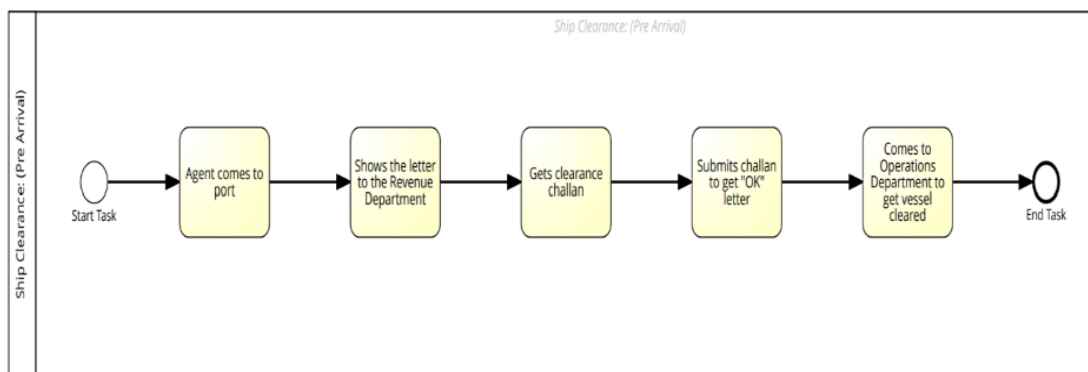 Ship Clearance: (Pre Arrival)
Ship Clearance: (Pre Arrival)
Start Task
Agent comes to
port
Shows the letter
to the Revenue
Department
Gets clearance
challan
Submits challan
to get "OK"
letter
Comes to
Operations
Department to
get vessel
cleared
End Task